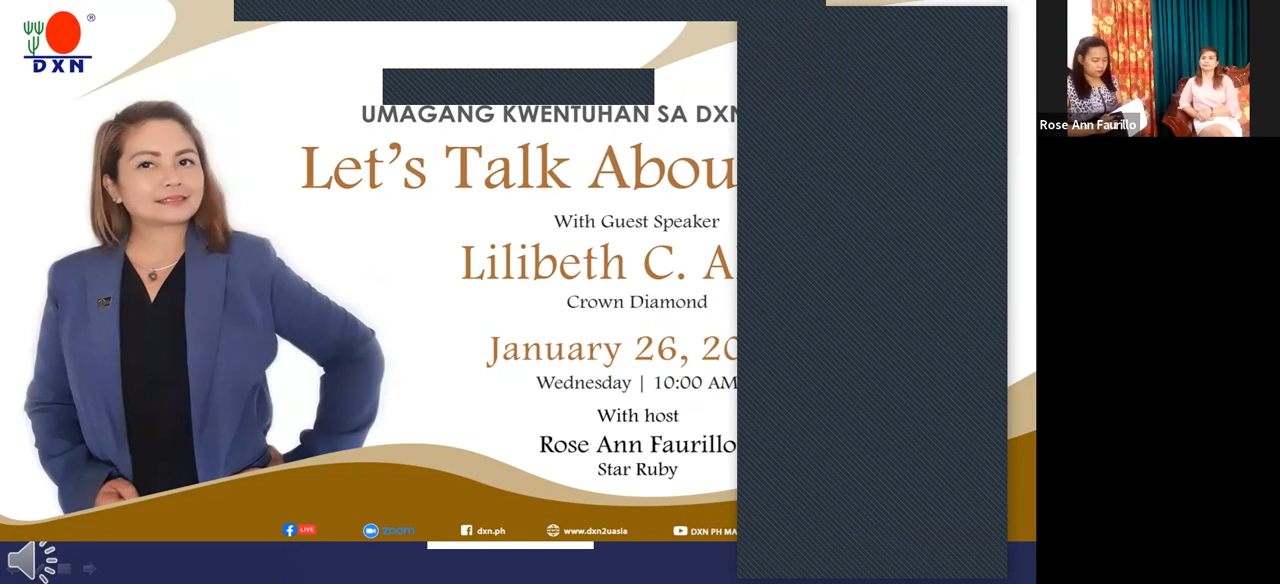 DXN
®
UMAGANG KWENTUHAN SA DXN
Let's Talk Abou
With Guest Speaker
Lilibeth C. A
Crown Diamond
January 26, 20
Wednesday | 10:00 AM
With host
Rose Ann Faurillo
Star Ruby
LIVE
zoom
dxn.ph
www.dxn2uasia
DXN PH MA
Rose Ann Faurillo